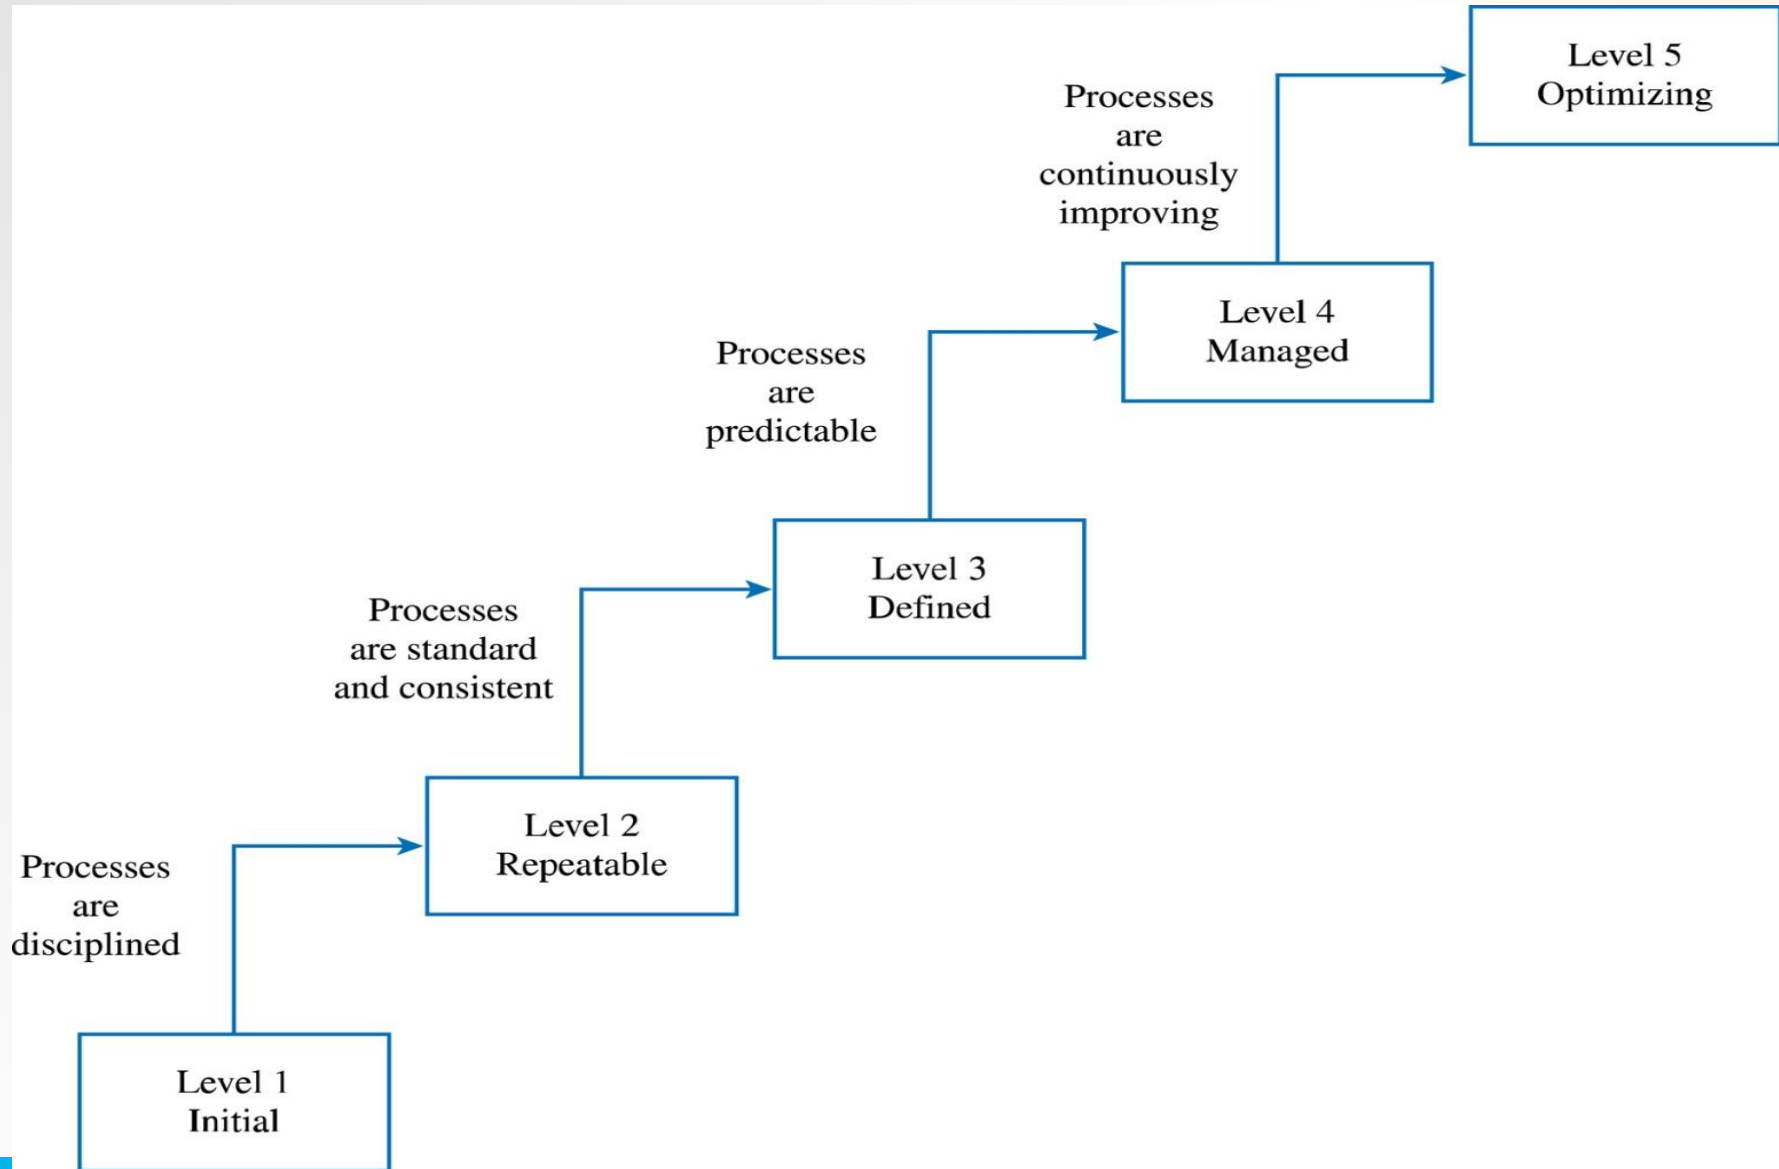 Level 5
Optimizing
Processes
are
continuously
improving
Level 4
Managed
Processes
are
predictable
Level 3
Defined
Processes
are standard
and consistent
Level 2
Repeatable
Processes
are
disciplined
Level 1
Initial